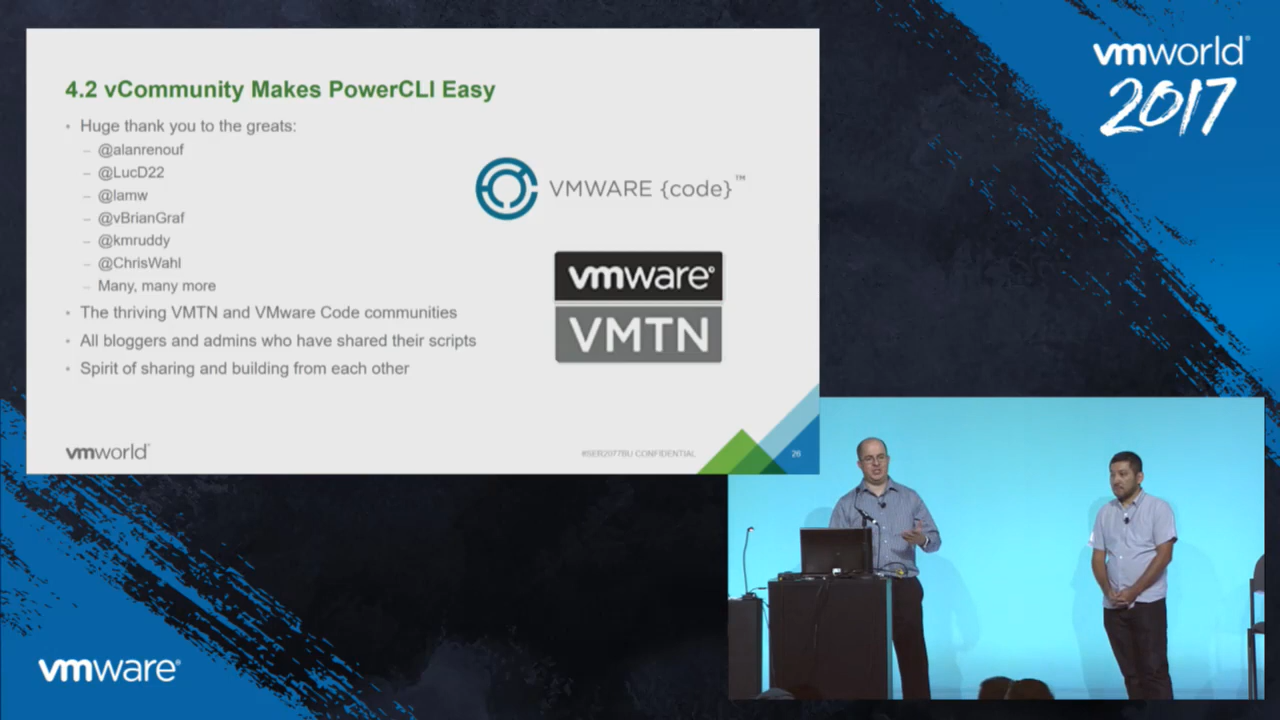 4.2 vCommunity Makes PowerCLI Easy
• Huge thank you to the greats:
– @alanrenouf
– @LucD22
– @lamw
– @vBrianGraf
– @kmruddy
– @ChrisWahl
– Many, many more
• The thriving VMTN and VMware Code communities
• All bloggers and admins who have shared their scripts
• Spirit of sharing and building from each other
VMWARE {code}™
vmware®
VMTN
vmworld®
#SER2077BU CONFIDENTIAL
26
vmworld®
2017
vmware®